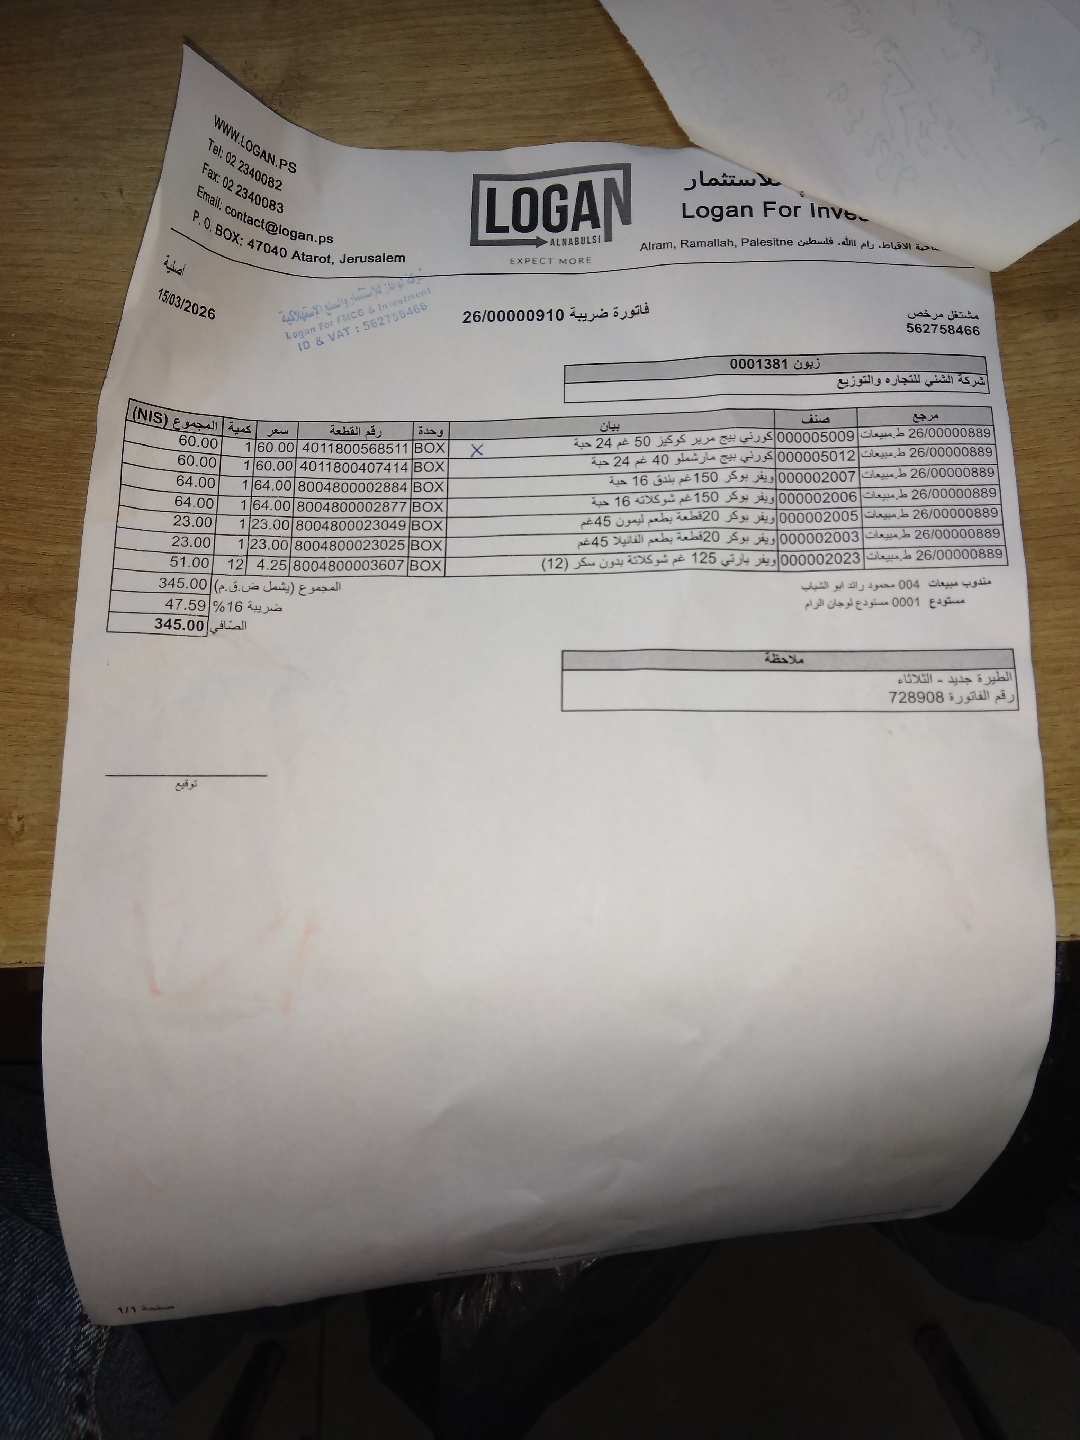 WWW.LOGAN.PS
Tel: 02 2340082
Fax: 02 2340083
Email: contact@logan.ps
P. O. BOX: 47040 Atarot, Jerusalem
LOGAN
ALNABULSI
EXPECT MORE
للاستثمار
Logan For
Alram, Ramallah, Palesitne ضاحية الاقباط، رام الله، فلسطين
أصلية
15/03/2026
شركة لوجان للاستثمار والسلع الاستهلاكية
Logan For FMCG & Investment
ID & VAT : 562758466
فاتورة ضريبة 26/00000910
مشتغل مرخص
562758466
زبون 0001381
شركة الشني للتجاره والتوزيع
مرجع صنف بيان وحدة رقم القطعة سعر كمية المجموع (NIS)
26/00000889 ط.مبيعات 000005009 كورني بيج مرير كوكيز 50 غم 24 حبة X BOX 4011800568511 60.00 1 60.00
26/00000889 ط.مبيعات 000005012 كورني بيج مارشملو 40 غم 24 حبة BOX 4011800407414 60.00 1 60.00
26/00000889 ط.مبيعات 000002007 ويفر بوكر 150غم بندق 16 حبة BOX 8004800002884 64.00 1 64.00
26/00000889 ط.مبيعات 000002006 ويفر بوكر 150غم شوكلاته 16 حبة BOX 8004800002877 64.00 1 64.00
26/00000889 ط.مبيعات 000002005 ويفر بوكر 20قطعة بطعم ليمون 45غم BOX 8004800023049 23.00 1 23.00
26/00000889 ط.مبيعات 000002003 ويفر بوكر 20قطعة بطعم الفانيلا 45غم BOX 8004800023025 23.00 1 23.00
26/00000889 ط.مبيعات 000002023 ويفر بارتي 125 غم شوكلاتة بدون سكر (12) BOX 8004800003607 4.25 12 51.00
المجموع (يشمل ض.ق.م) 345.00
ضريبة 16% 47.59
الصّافي 345.00
مندوب مبيعات 004 محمود رائد ابو الشباب
مستودع 0001 مستودع لوجان الرام
ملاحظة
الطيرة جديد - الثلاثاء
رقم الفاتورة 728908
توقيع
صفحة 1/1